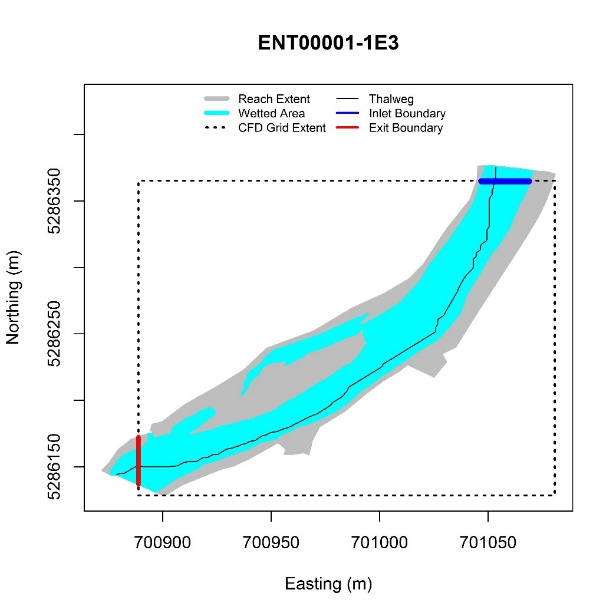 ENT00001-1E3
Reach Extent
Wetted Area
CFD Grid Extent
Thalweg
Inlet Boundary
Exit Boundary
Northing (m)
5286350
5286250
5286150
700900 700950 701000 701050
Easting (m)